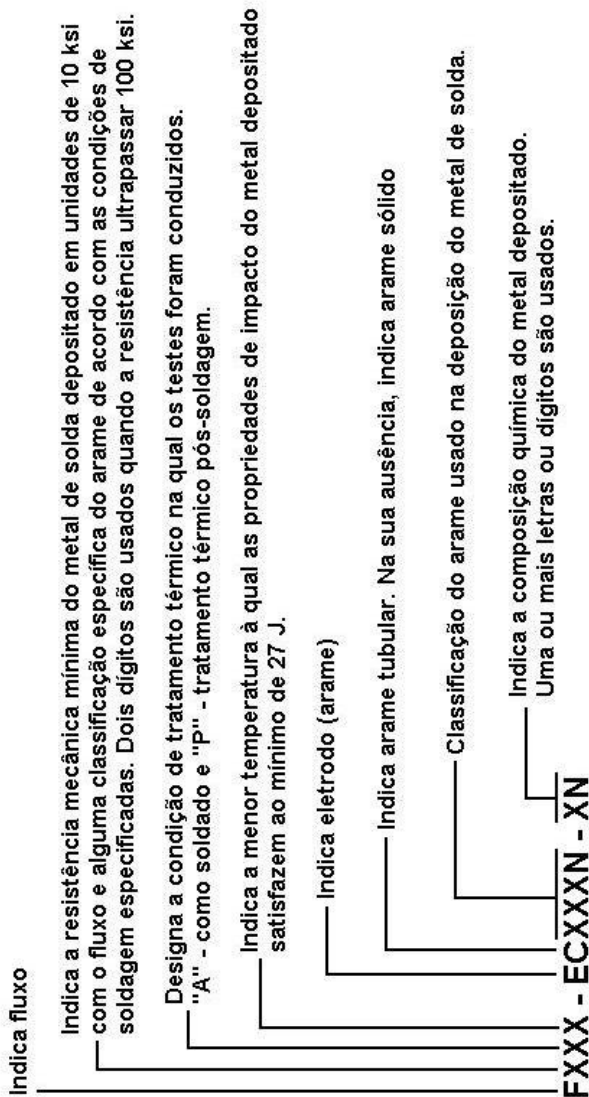 Indica fluxo
Indica a resistência mecânica mínima do metal de solda depositado em unidades de 10 ksi
com o fluxo e alguma classificação específica do arame de acordo com as condições de
soldagem especificadas. Dois dígitos são usados quando a resistência ultrapassar 100 ksi.
Designa a condição de tratamento térmico na qual os testes foram conduzidos.
"A" - como soldado e "P" - tratamento térmico pós-soldagem.
Indica a menor temperatura à qual as propriedades de impacto do metal depositado
satisfazem ao mínimo de 27 J.
Indica eletrodo (arame)
Indica arame tubular. Na sua ausência, indica arame sólido
Classificação do arame usado na deposição do metal de solda.
Indica a composição química do metal depositado.
Uma ou mais letras ou dígitos são usados.
FXXX - ECXXXN - XN